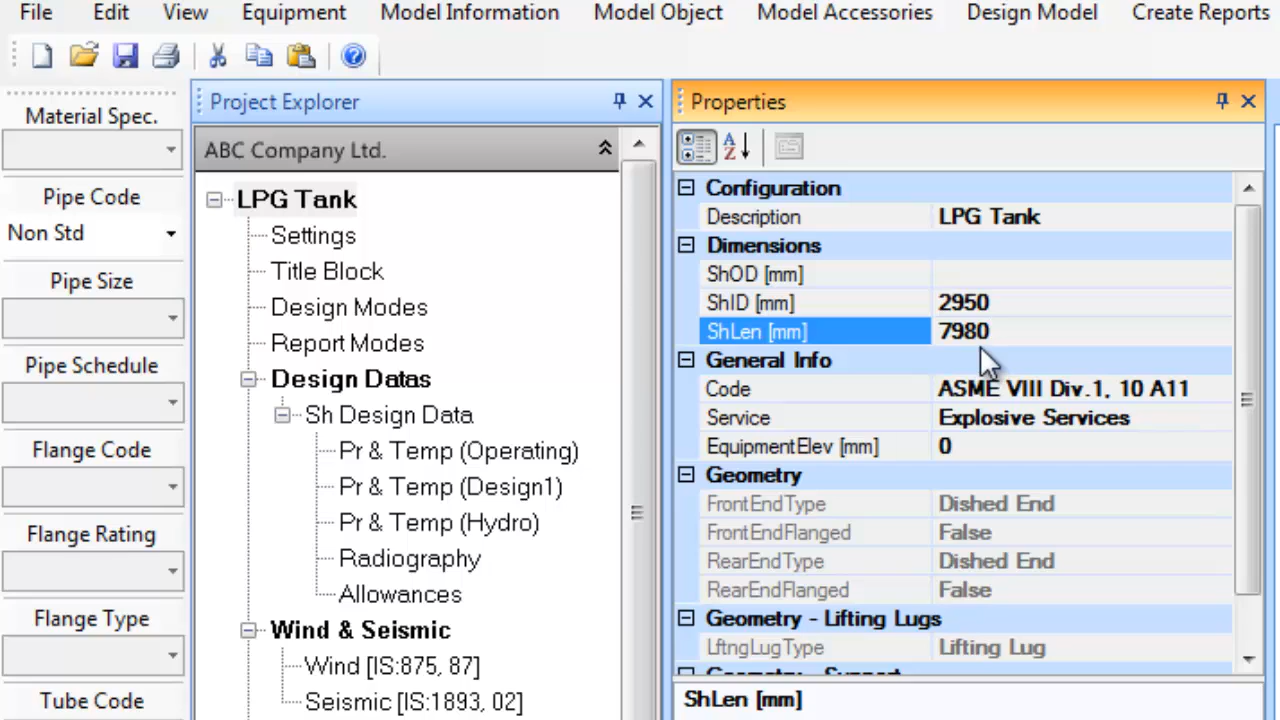 File Edit View Equipment Model Information Model Object Model Accessories Design Model Create Reports
Material Spec.
Pipe Code
Non Std
Pipe Size
Pipe Schedule
Flange Code
Flange Rating
Flange Type
Tube Code
Project Explorer
ABC Company Ltd.
LPG Tank
Settings
Title Block
Design Modes
Report Modes
Design Datas
Sh Design Data
Pr & Temp (Operating)
Pr & Temp (Design1)
Pr & Temp (Hydro)
Radiography
Allowances
Wind & Seismic
Wind [IS:875, 87]
Seismic [IS:1893, 02]
Properties
A
Z
Configuration
Description LPG Tank
Dimensions
ShOD [mm]
ShID [mm] 2950
ShLen [mm] 7980
General Info
Code ASME VIII Div.1, 10 A11
Service Explosive Services
EquipmentElev [mm] 0
Geometry
FrontEndType Dished End
FrontEndFlanged False
RearEndType Dished End
RearEndFlanged False
Geometry - Lifting Lugs
LftngLugType Lifting Lug
Geometry - Support
ShLen [mm]